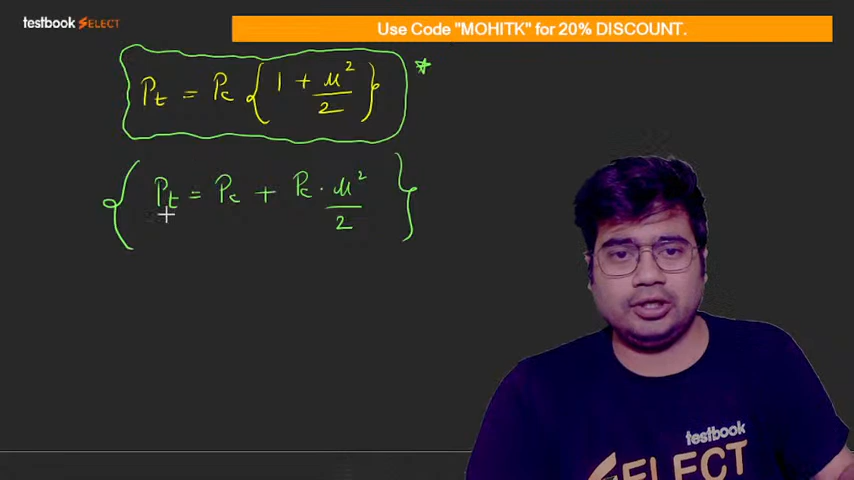 testbook SELECT
Use Code "MOHITK" for 20% DISCOUNT.
Pt = Pc { 1 + μ²/2 } *
{ Pt = Pc + Pc · μ²/2 }
testbook
SELECT